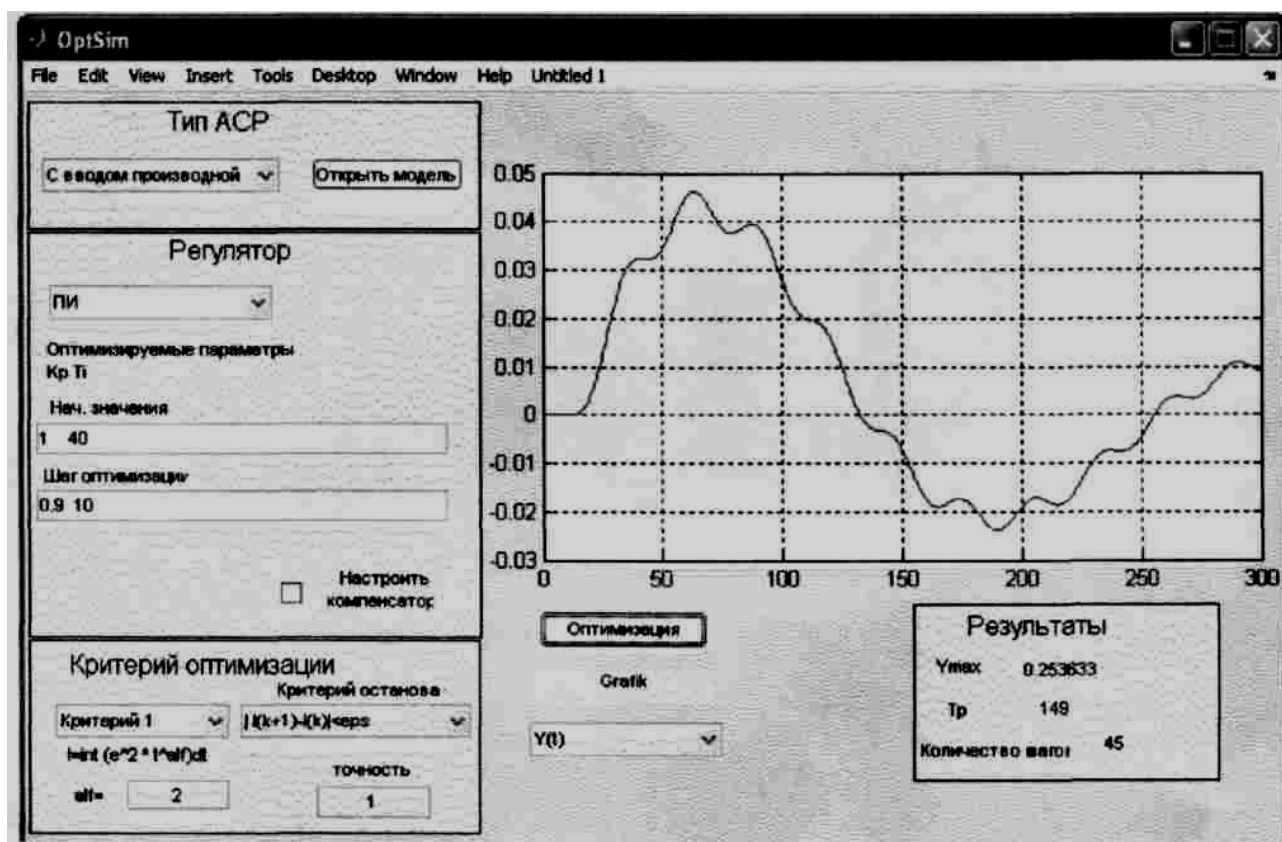 OptSim
File Edit View Insert Tools Desktop Window Help Untitled 1
Тип АСР
С вводом производной
Открыть модель
Регулятор
ПИ
Оптимизируемые параметры
Kp Ti
Нач. значения
1 40
Шаг оптимизации
0.9 10
Настроить
компенсатор
Критерий оптимизации
Критерий останова
Критерий 1
| I(k+1)-I(k)|<eps
I=int (e^2 * t^alf)dt
точность
alf=
2
1
0.05
0.04
0.03
0.02
0.01
0
-0.01
-0.02
-0.03
0 50 100 150 200 250 300
Оптимизация
Grafik
Y(t)
Результаты
Ymax 0.253633
Tp 149
Количество шагог 45